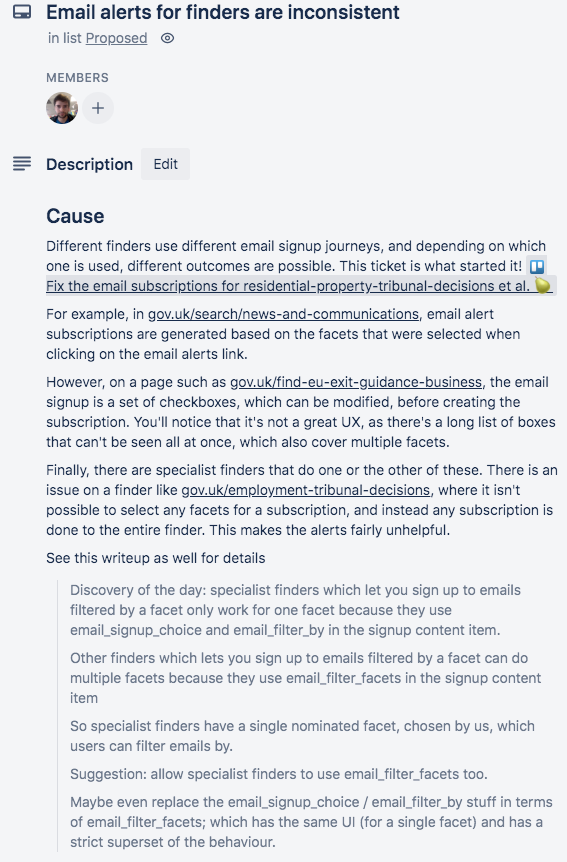 Email alerts for finders are inconsistent
in list Proposed
MEMBERS
+
Description Edit
Cause
Different finders use different email signup journeys, and depending on which
one is used, different outcomes are possible. This ticket is what started it!
Fix the email subscriptions for residential-property-tribunal-decisions et al. 🍐
For example, in gov.uk/search/news-and-communications, email alert
subscriptions are generated based on the facets that were selected when
clicking on the email alerts link.
However, on a page such as gov.uk/find-eu-exit-guidance-business, the email
signup is a set of checkboxes, which can be modified, before creating the
subscription. You'll notice that it's not a great UX, as there's a long list of boxes
that can't be seen all at once, which also cover multiple facets.
Finally, there are specialist finders that do one or the other of these. There is an
issue on a finder like gov.uk/employment-tribunal-decisions, where it isn't
possible to select any facets for a subscription, and instead any subscription is
done to the entire finder. This makes the alerts fairly unhelpful.
See this writeup as well for details
Discovery of the day: specialist finders which let you sign up to emails
filtered by a facet only work for one facet because they use
email_signup_choice and email_filter_by in the signup content item.
Other finders which lets you sign up to emails filtered by a facet can do
multiple facets because they use email_filter_facets in the signup content
item
So specialist finders have a single nominated facet, chosen by us, which
users can filter emails by.
Suggestion: allow specialist finders to use email_filter_facets too.
Maybe even replace the email_signup_choice / email_filter_by stuff in terms
of email_filter_facets; which has the same UI (for a single facet) and has a
strict superset of the behaviour.